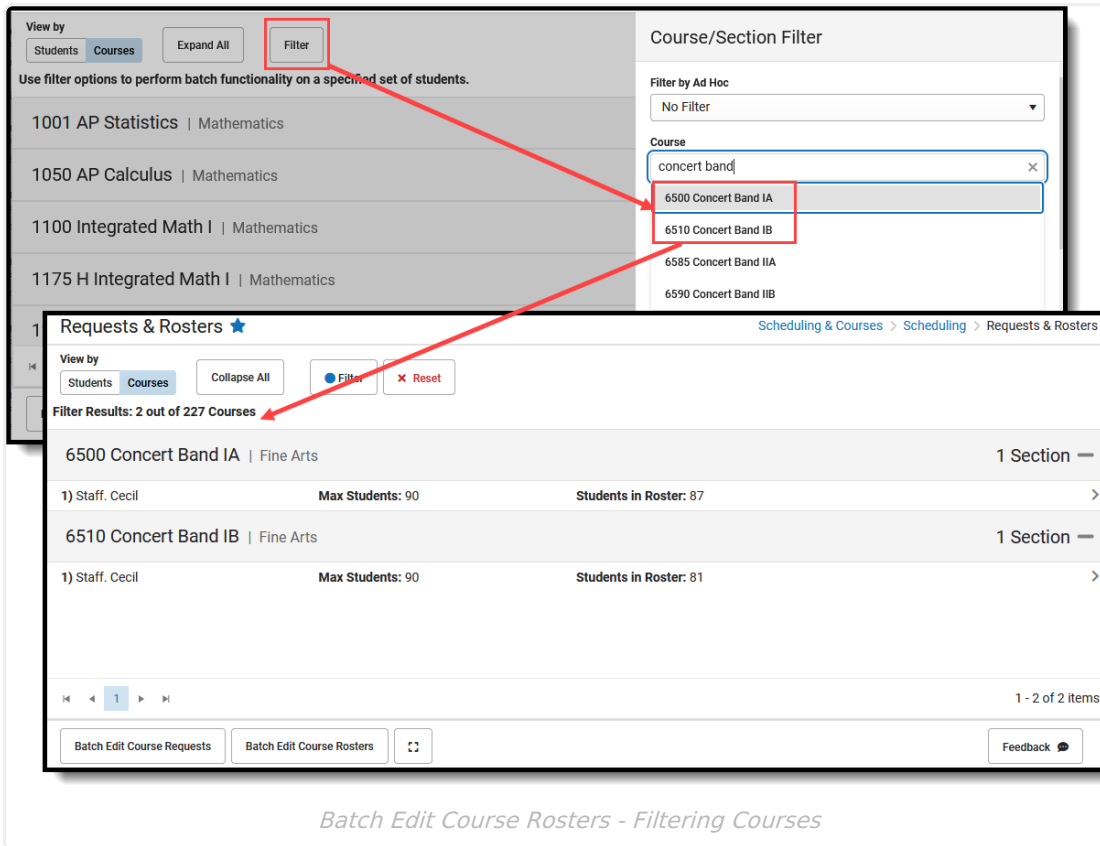 View by
Students Courses Expand All Filter
Use filter options to perform batch functionality on a specified set of students.
1001 AP Statistics | Mathematics
1050 AP Calculus | Mathematics
1100 Integrated Math I | Mathematics
1175 H Integrated Math I | Mathematics
1
Course/Section Filter
Filter by Ad Hoc
No Filter
Course
concert band
6500 Concert Band IA
6510 Concert Band IB
6585 Concert Band IIA
6590 Concert Band IIB
Requests & Rosters
Scheduling & Courses > Scheduling > Requests & Rosters
View by
Students Courses Collapse All Filter Reset
Filter Results: 2 out of 227 Courses
6500 Concert Band IA | Fine Arts 1 Section
1) Staff. Cecil Max Students: 90 Students in Roster: 87
6510 Concert Band IB | Fine Arts 1 Section
1) Staff. Cecil Max Students: 90 Students in Roster: 81
1 1 - 2 of 2 items
Batch Edit Course Requests Batch Edit Course Rosters Feedback
Batch Edit Course Rosters - Filtering Courses